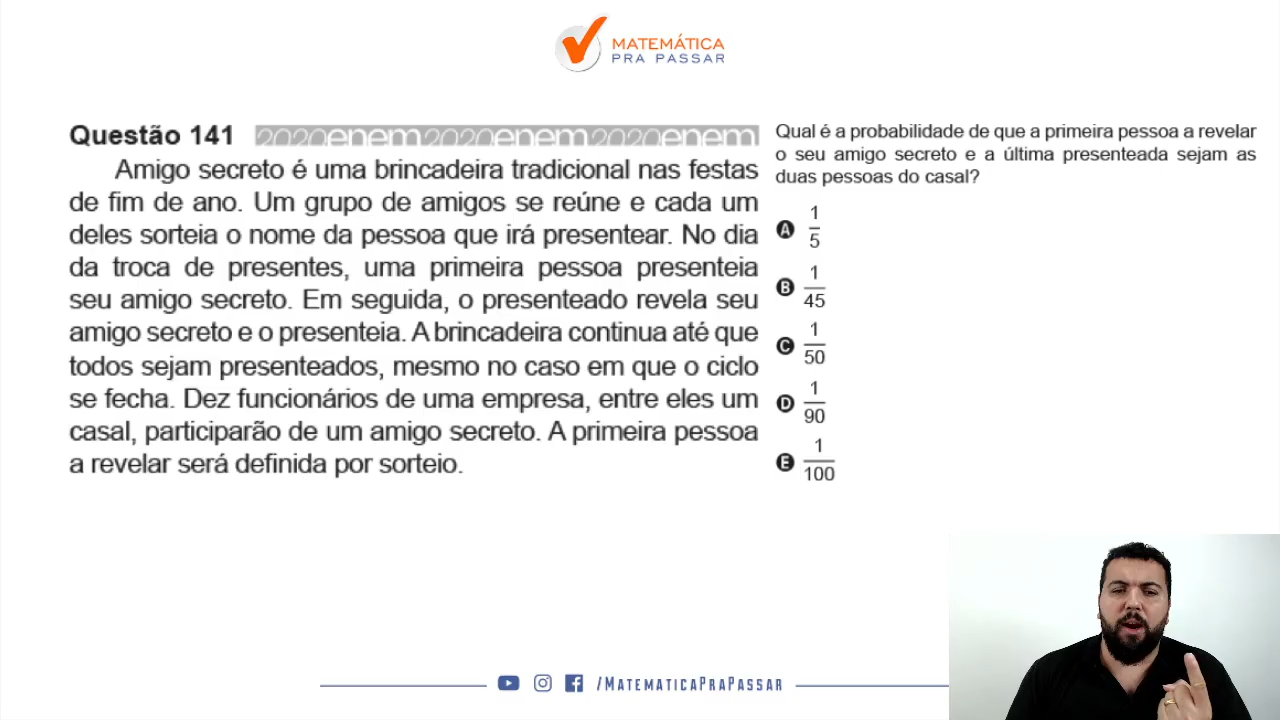 MATEMÁTICA
PRA PASSAR
Questão 141 2020enem2020enem2020enem
Amigo secreto é uma brincadeira tradicional nas festas
de fim de ano. Um grupo de amigos se reúne e cada um
deles sorteia o nome da pessoa que irá presentear. No dia
da troca de presentes, uma primeira pessoa presenteia
seu amigo secreto. Em seguida, o presenteado revela seu
amigo secreto e o presenteia. A brincadeira continua até que
todos sejam presenteados, mesmo no caso em que o ciclo
se fecha. Dez funcionários de uma empresa, entre eles um
casal, participarão de um amigo secreto. A primeira pessoa
a revelar será definida por sorteio.
Qual é a probabilidade de que a primeira pessoa a revelar
o seu amigo secreto e a última presenteada sejam as
duas pessoas do casal?
A 1/5
B 1/45
C 1/50
D 1/90
E 1/100
/MATEMATICAPRAPASSAR